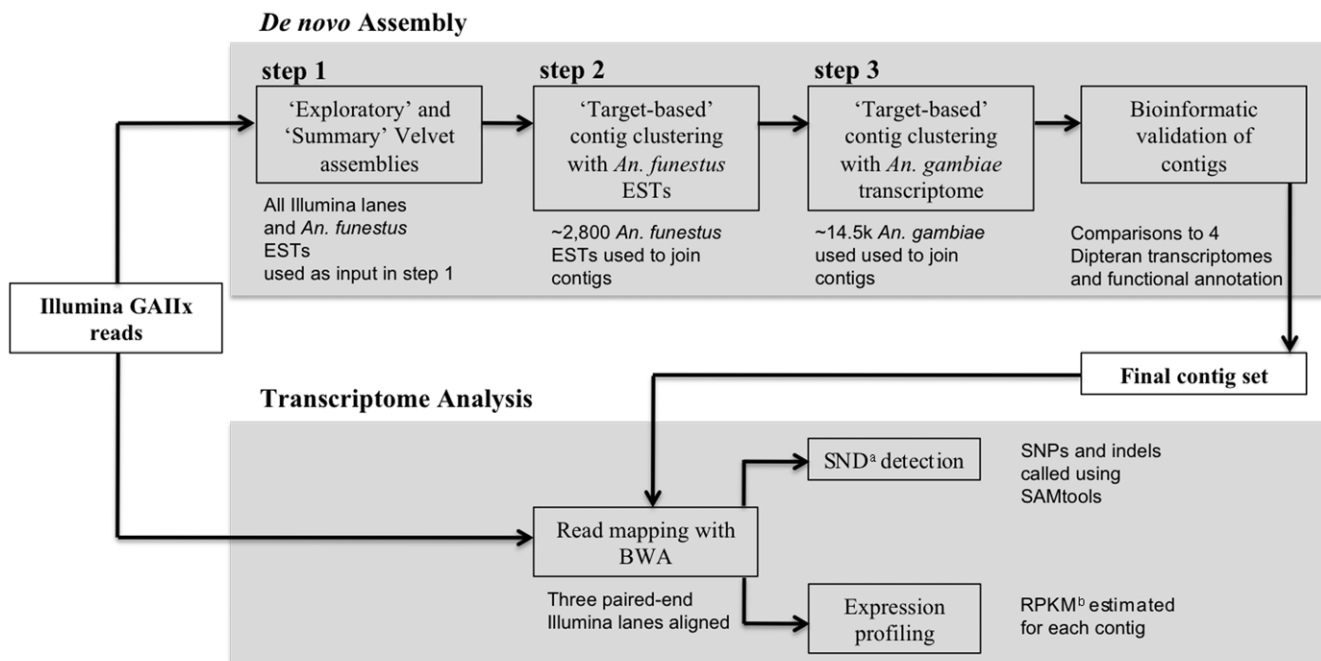 De novo Assembly
step 1
‘Exploratory’ and
‘Summary’ Velvet
assemblies
All Illumina lanes
and An. funestus
ESTs
used as input in step 1
step 2
‘Target-based’
contig clustering
with An. funestus
ESTs
~2,800 An. funestus
ESTs used to join
contigs
step 3
‘Target-based’
contig clustering
with An. gambiae
transcriptome
~14.5k An. gambiae
used used to join
contigs
Bioinformatic
validation of
contigs
Comparisons to 4
Dipteran transcriptomes
and functional annotation
Illumina GAIIx
reads
Final contig set
Transcriptome Analysis
Read mapping with
BWA
Three paired-end
Illumina lanes aligned
SNDᵃ detection
SNPs and indels
called using
SAMtools
Expression
profiling
RPKMᵇ estimated
for each contig